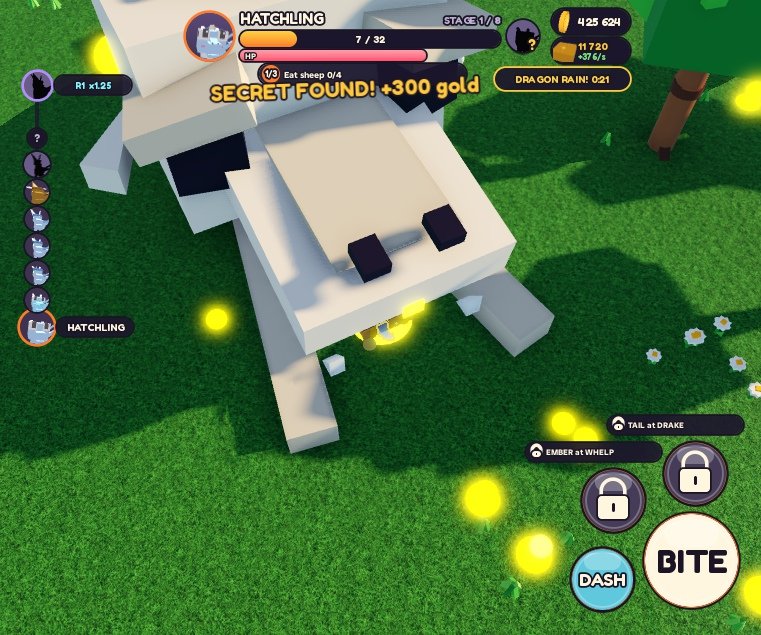 HATCHLING
STAGE 1 / 8
7 / 32
HP
1/3 Eat sheep 0/4
?
425 624
11 720
+376/s
DRAGON RAIN! 0:21
R1 x1.25
SECRET FOUND! +300 gold
?
HATCHLING
TAIL at DRAKE
EMBER at WHELP
BITE
DASH